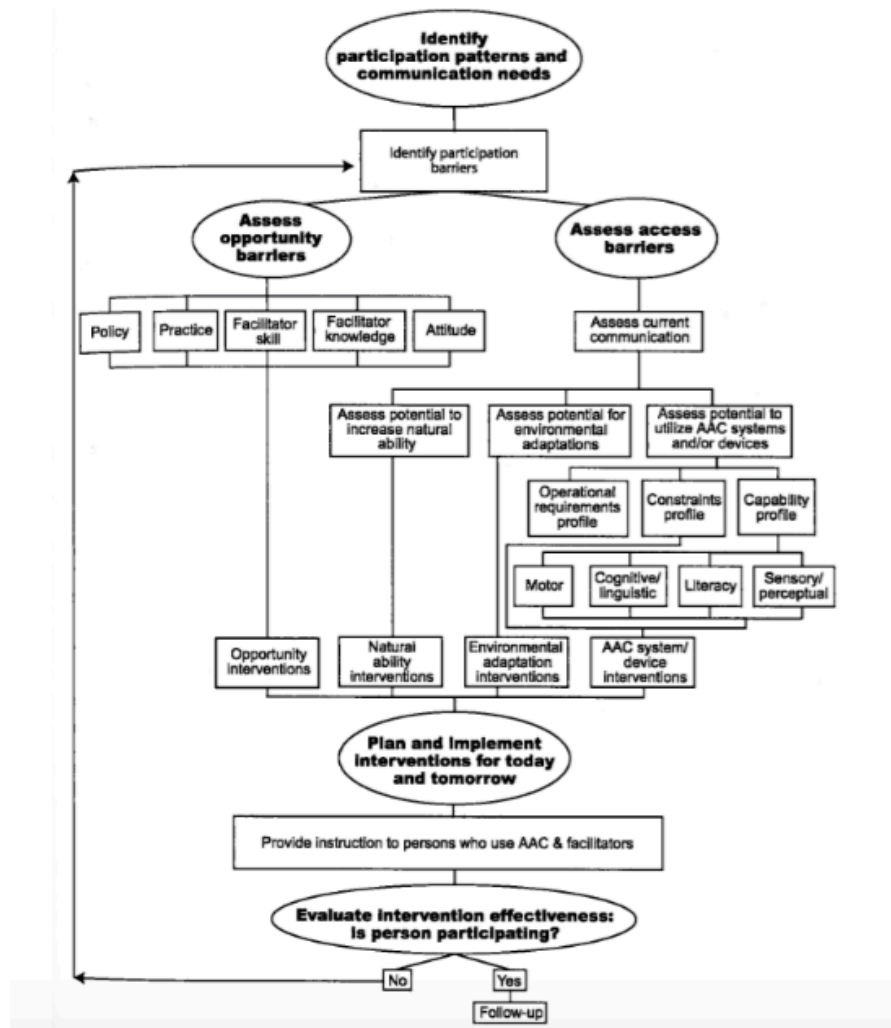 Identify
participation patterns and
communication needs
Identify participation
barriers
Assess
opportunity
barriers
Assess access
barriers
Policy
Practice
Facilitator
skill
Facilitator
knowledge
Attitude
Assess current
communication
Assess potential to
increase natural
ability
Assess potential for
environmental
adaptations
Assess potential to
utilize AAC systems
and/or devices
Operational
requirements
profile
Constraints
profile
Capability
profile
Motor
Cognitive/
linguistic
Literacy
Sensory/
perceptual
Opportunity
interventions
Natural
ability
interventions
Environmental
adaptation
interventions
AAC system/
device
interventions
Plan and implement
interventions for today
and tomorrow
Provide instruction to persons who use AAC & facilitators
Evaluate intervention effectiveness:
Is person participating?
No
Yes
Follow-up